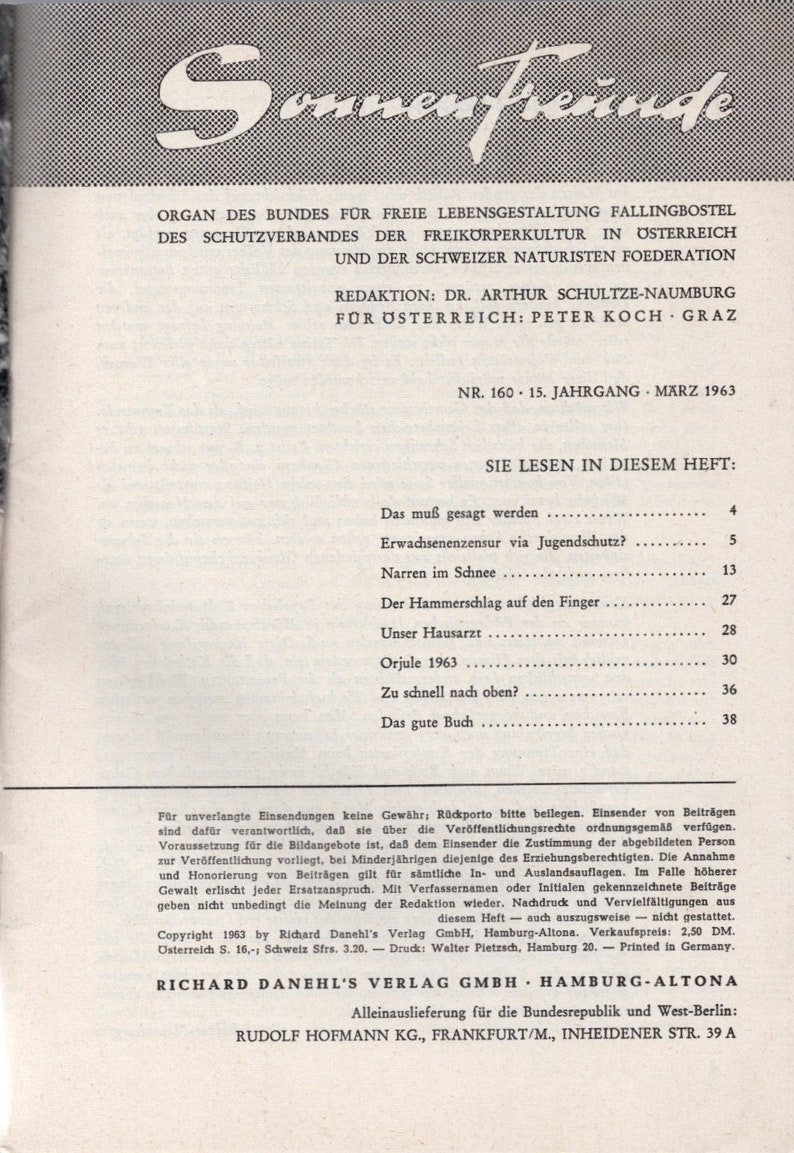 Sonnenfreunde
ORGAN DES BUNDES FÜR FREIE LEBENSGESTALTUNG FALLINGBOSTEL
DES SCHUTZVERBANDES DER FREIKÖRPERKULTUR IN ÖSTERREICH
UND DER SCHWEIZER NATURISTEN FOEDERATION
REDAKTION: DR. ARTHUR SCHULTZE-NAUMBURG
FÜR ÖSTERREICH: PETER KOCH · GRAZ
NR. 160 · 15. JAHRGANG · MÄRZ 1963
SIE LESEN IN DIESEM HEFT:
Das muß gesagt werden ...................... 4
Erwachsenenzensur via Jugendschutz? .......... 5
Narren im Schnee ............................ 13
Der Hammerschlag auf den Finger .............. 27
Unser Hausarzt .............................. 28
Orjule 1963 ................................. 30
Zu schnell nach oben? ......................... 36
Das gute Buch ............................... 38
Für unverlangte Einsendungen keine Gewähr; Rückporto bitte beilegen. Einsender von Beiträgen
sind dafür verantwortlich, daß sie über die Veröffentlichungsrechte ordnungsgemäß verfügen.
Voraussetzung für die Bildangebote ist, daß dem Einsender die Zustimmung der abgebildeten Person
zur Veröffentlichung vorliegt, bei Minderjährigen diejenige des Erziehungsberechtigten. Die Annahme
und Honorierung von Beiträgen gilt für sämtliche In- und Auslandsauflagen. Im Falle höherer
Gewalt erlischt jeder Ersatzanspruch. Mit Verfassernamen oder Initialen gekennzeichnete Beiträge
geben nicht unbedingt die Meinung der Redaktion wieder. Nachdruck und Vervielfältigungen aus
diesem Heft — auch auszugsweise — nicht gestattet.
Copyright 1963 by Richard Danehl's Verlag GmbH, Hamburg-Altona. Verkaufspreis: 2,50 DM.
Österreich S. 16,-; Schweiz Sfrs. 3.20. — Druck: Walter Pietzsch, Hamburg 20. — Printed in Germany.
RICHARD DANEHL'S VERLAG GMBH · HAMBURG-ALTONA
Alleinauslieferung für die Bundesrepublik und West-Berlin:
RUDOLF HOFMANN KG., FRANKFURT/M., INHEIDENER STR. 39 A